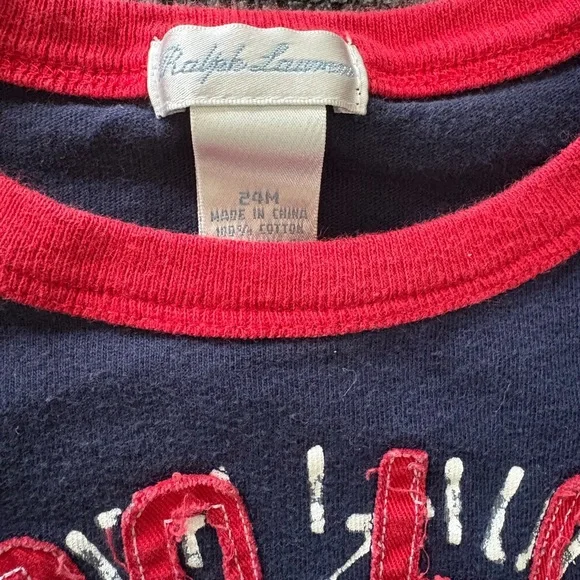 Ralph Lauren
24M
MADE IN CHINA
100% COTTON